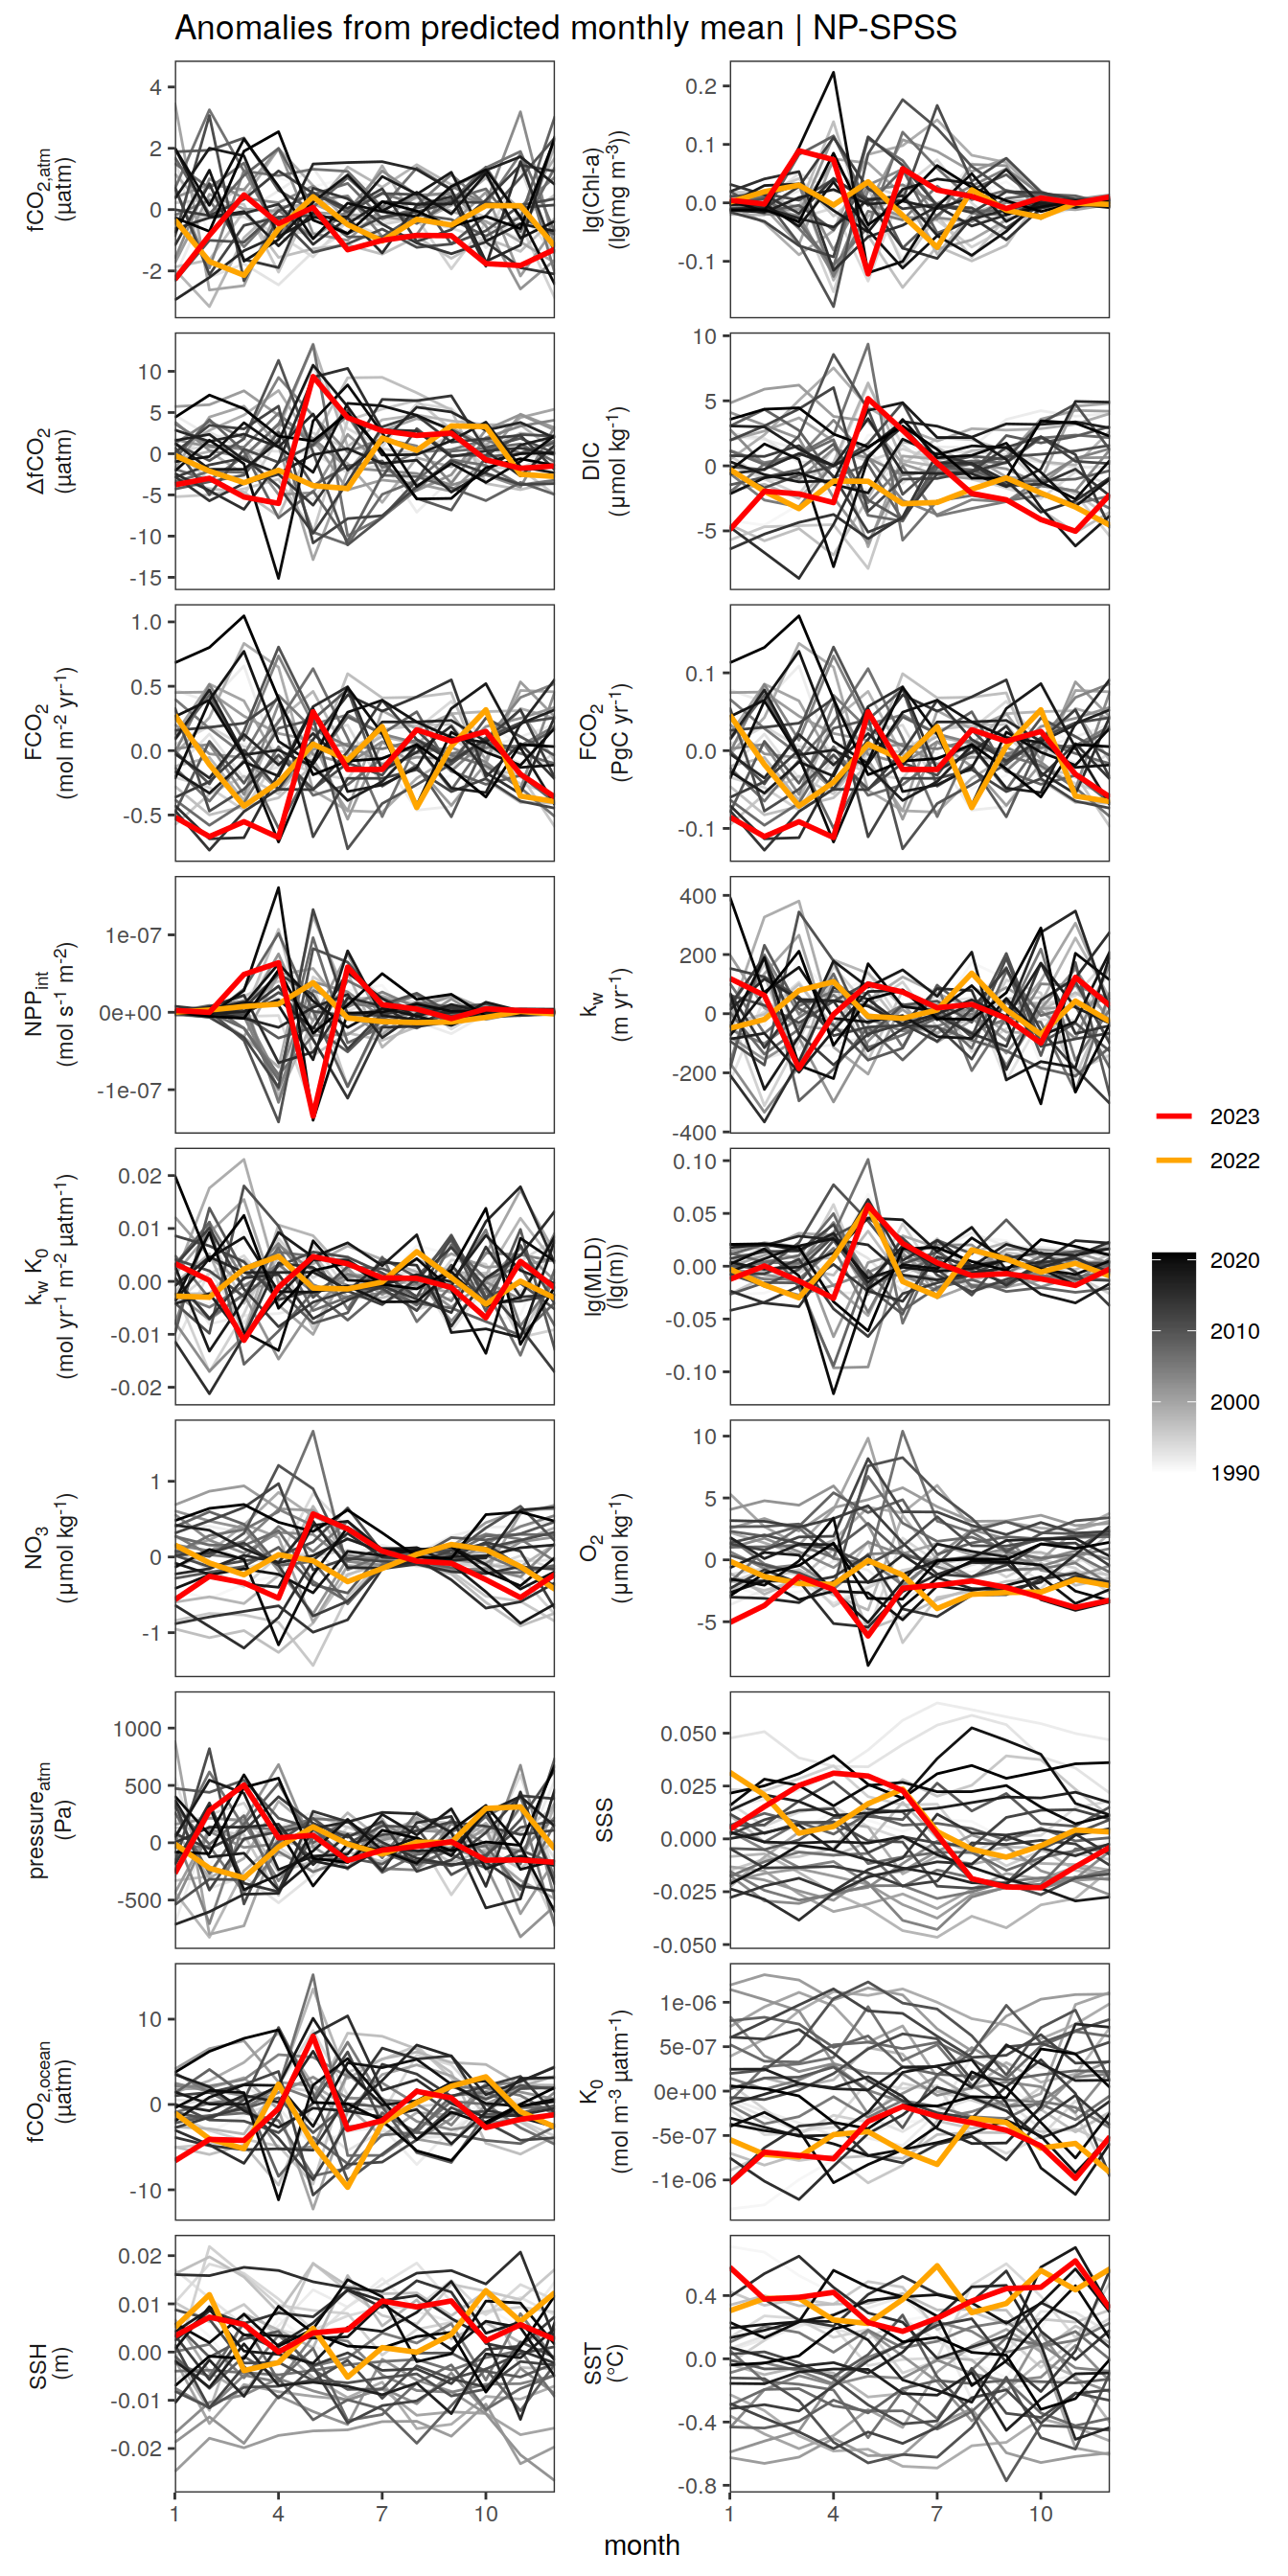 Anomalies from predicted monthly mean | NP-SPSS
fCO2,atm
(µatm)
4
2
0
-2
lg(Chl-a)
(lg(mg m-3))
0.2
0.1
0.0
-0.1
ΔfCO2
(µatm)
10
5
0
-5
-10
-15
DIC
(µmol kg-1)
10
5
0
-5
FCO2
(mol m-2 yr-1)
1.0
0.5
0.0
-0.5
FCO2
(PgC yr-1)
0.1
0.0
-0.1
NPPint
(mol s-1 m-2)
1e-07
0e+00
-1e-07
kw
(m yr-1)
400
200
0
-200
-400
kw K0
(mol yr-1 m-2 µatm-1)
0.02
0.01
0.00
-0.01
-0.02
lg(MLD)
(lg(m))
0.10
0.05
0.00
-0.05
-0.10
NO3
(µmol kg-1)
1
0
-1
O2
(µmol kg-1)
10
5
0
-5
pressureatm
(Pa)
1000
500
0
-500
SSS
0.050
0.025
0.000
-0.025
-0.050
fCO2,ocean
(µatm)
10
0
-10
K0
(mol m-3 µatm-1)
1e-06
5e-07
0e+00
-5e-07
-1e-06
SSH
(m)
0.02
0.01
0.00
-0.01
-0.02
SST
(°C)
0.4
0.0
-0.4
-0.8
1 4 7 10
1 4 7 10
month
2023
2022
2020
2010
2000
1990